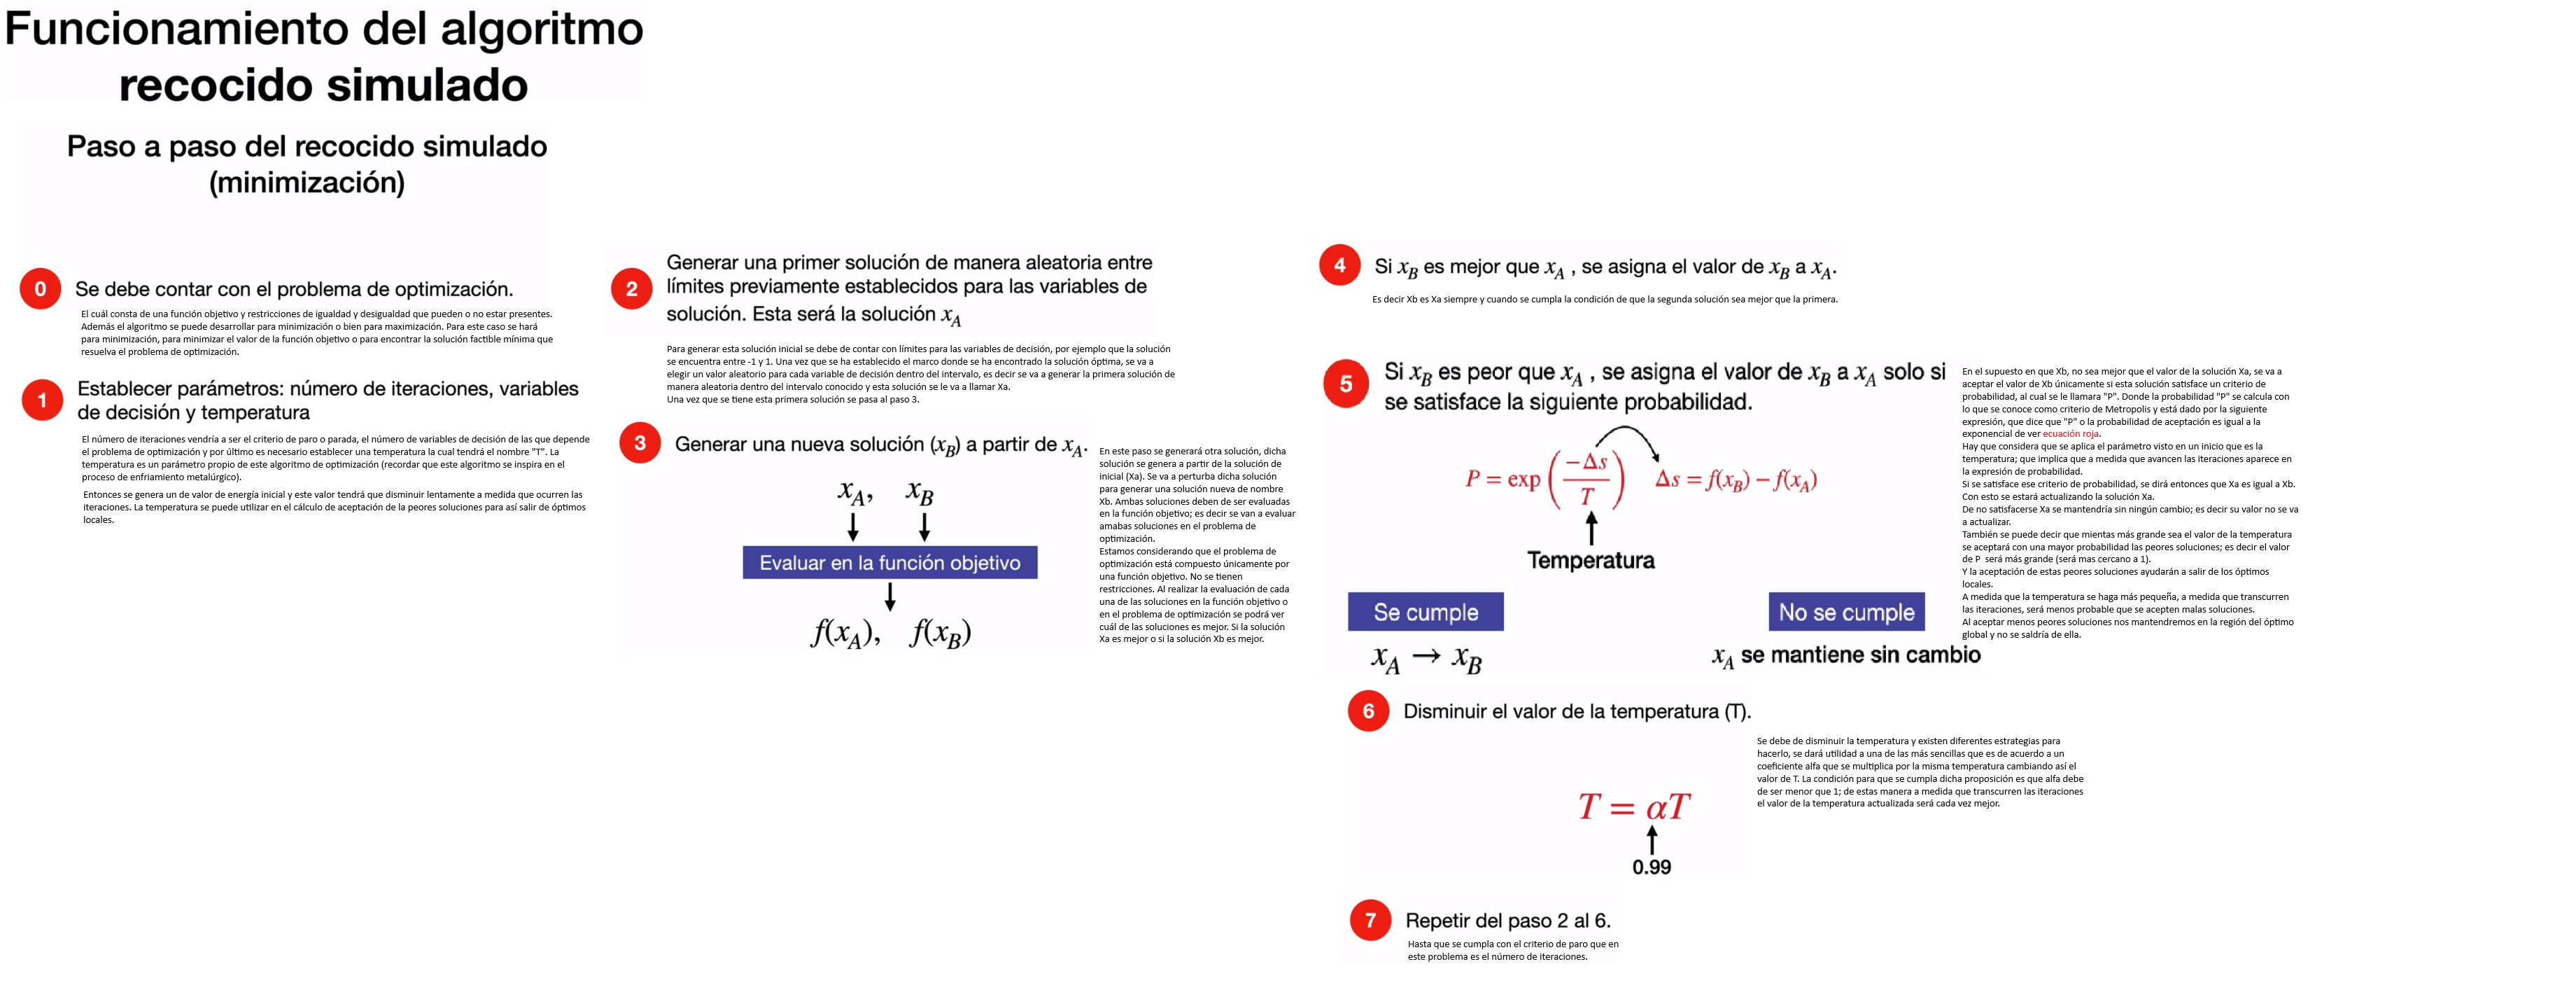 Funcionamiento del algoritmo
recocido simulado
Paso a paso del recocido simulado
(minimización)
0
Se debe contar con el problema de optimización.
El cuál consta de una función objetivo y restricciones de igualdad y desigualdad que pueden o no estar presentes.
Además el algoritmo se puede desarrollar para minimización o bien para maximización. Para este caso se hará
para minimización, para minimizar el valor de la función objetivo o para encontrar la solución factible mínima que
resuelva el problema de optimización.
1
Establecer parámetros: número de iteraciones, variables
de decisión y temperatura
El número de iteraciones vendría a ser el criterio de paro o parada, el número de variables de decisión de las que depende
el problema de optimización y por último es necesario establecer una temperatura la cual tendrá el nombre "T". La
temperatura es un parámetro propio de este algoritmo de optimización (recordar que este algoritmo se inspira en el
proceso de enfriamiento metalúrgico).
Entonces se genera un de valor de energía inicial y este valor tendrá que disminuir lentamente a medida que ocurren las
iteraciones. La temperatura se puede utilizar en el cálculo de aceptación de la peores soluciones para así salir de óptimos
locales.
2
Generar una primer solución de manera aleatoria entre
límites previamente establecidos para las variables de
solución. Esta será la solución x_A
Para generar esta solución inicial se debe de contar con límites para las variables de decisión, por ejemplo que la solución
se encuentra entre -1 y 1. Una vez que se ha establecido el marco donde se ha encontrado la solución óptima, se va a
elegir un valor aleatorio para cada variable de decisión dentro del intervalo, es decir se va a generar la primera solución de
manera aleatoria dentro del intervalo conocido y esta solución se le va a llamar Xa.
Una vez que se tiene esta primera solución se pasa al paso 3.
3
Generar una nueva solución (x_B) a partir de x_A.
x_A, x_B
Evaluar en la función objetivo
f(x_A), f(x_B)
En este paso se generará otra solución, dicha
solución se genera a partir de la solución de
inicial (Xa). Se va a perturba dicha solución
para generar una solución nueva de nombre
Xb. Ambas soluciones deben de ser evaluadas
en la función objetivo; es decir se van a evaluar
amabas soluciones en el problema de
optimización.
Estamos considerando que el problema de
optimización está compuesto únicamente por
una función objetivo. No se tienen
restricciones. Al realizar la evaluación de cada
una de las soluciones en la función objetivo o
en el problema de optimización se podrá ver
cuál de las soluciones es mejor. Si la solución
Xa es mejor o si la solución Xb es mejor.
4
Si x_B es mejor que x_A , se asigna el valor de x_B a x_A.
Es decir Xb es Xa siempre y cuando se cumpla la condición de que la segunda solución sea mejor que la primera.
5
Si x_B es peor que x_A , se asigna el valor de x_B a x_A solo si
se satisface la siguiente probabilidad.
P = exp(−Δs/T) Δs = f(x_B) − f(x_A)
Temperatura
Se cumple
x_A → x_B
No se cumple
x_A se mantiene sin cambio
En el supuesto en que Xb, no sea mejor que el valor de la solución Xa, se va a
aceptar el valor de Xb únicamente si esta solución satisface un criterio de
probabilidad, al cual se le llamara "P". Donde la probabilidad "P" se calcula con
lo que se conoce como criterio de Metropolis y está dado por la siguiente
expresión, que dice que "P" o la probabilidad de aceptación es igual a la
exponencial de ver ecuación roja.
Hay que considera que se aplica el parámetro visto en un inicio que es la
temperatura; que implica que a medida que avancen las iteraciones aparece en
la expresión de probabilidad.
Si se satisface ese criterio de probabilidad, se dirá entonces que Xa es igual a Xb.
Con esto se estará actualizando la solución Xa.
De no satisfacerse Xa se mantendría sin ningún cambio; es decir su valor no se va
a actualizar.
También se puede decir que mientas más grande sea el valor de la temperatura
se aceptará con una mayor probabilidad las peores soluciones; es decir el valor
de P  será más grande (será mas cercano a 1).
Y la aceptación de estas peores soluciones ayudarán a salir de los óptimos
locales.
A medida que la temperatura se haga más pequeña, a medida que transcurren
las iteraciones, será menos probable que se acepten malas soluciones.
Al aceptar menos peores soluciones nos mantendremos en la región del óptimo
global y no se saldría de ella.
6
Disminuir el valor de la temperatura (T).
T = αT
0.99
Se debe de disminuir la temperatura y existen diferentes estrategias para
hacerlo, se dará utilidad a una de las más sencillas que es de acuerdo a un
coeficiente alfa que se multiplica por la misma temperatura cambiando así el
valor de T. La condición para que se cumpla dicha proposición es que alfa debe
de ser menor que 1; de estas manera a medida que transcurren las iteraciones
el valor de la temperatura actualizada será cada vez mejor.
7
Repetir del paso 2 al 6.
Hasta que se cumpla con el criterio de paro que en
este problema es el número de iteraciones.